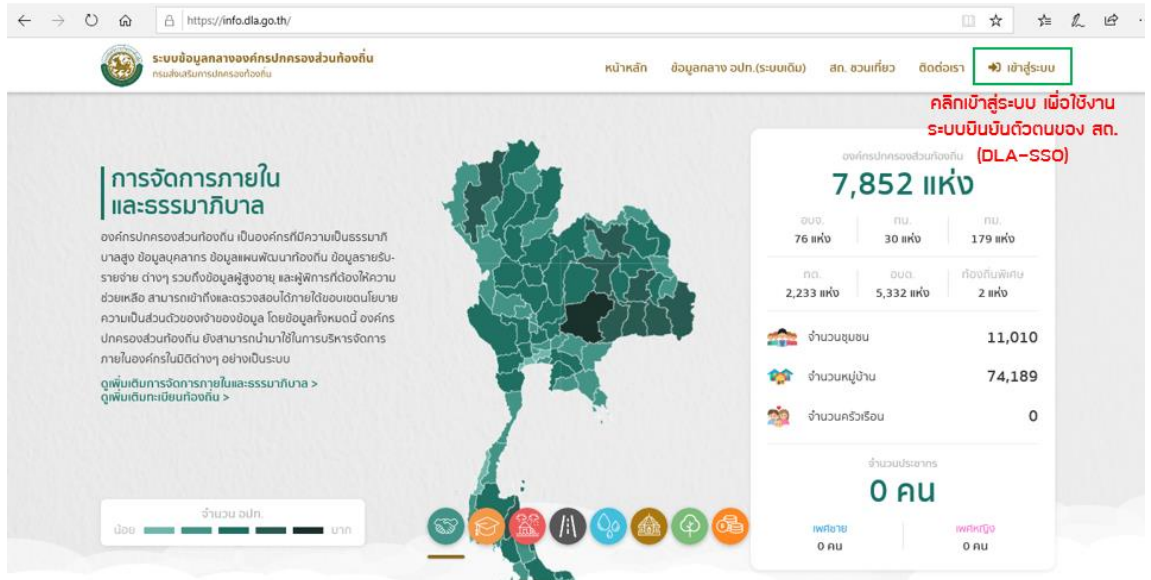 https://info.dla.go.th/
ระบบข้อมูลกลางองค์กรปกครองส่วนท้องถิ่น
กรมส่งเสริมการปกครองท้องถิ่น
หน้าหลัก ข้อมูลกลาง อปท.(ระบบเดิม) สถ. ชวนเที่ยว ติดต่อเรา เข้าสู่ระบบ
คลิกเข้าสู่ระบบ เพื่อใช้งาน
ระบบยืนยันตัวตนของ สถ.
(DLA-SSO)
การจัดการภายใน
และธรรมาภิบาล
องค์กรปกครองส่วนท้องถิ่น เป็นองค์กรที่มีความเป็นธรรมาภิ
บาลสูง ข้อมูลบุคลากร ข้อมูลแผนพัฒนาท้องถิ่น ข้อมูลรายรับ-
รายจ่าย ต่างๆ รวมถึงข้อมูลผู้สูงอายุ และผู้พิการที่ต้องให้ความ
ช่วยเหลือ สามารถเข้าถึงและตรวจสอบได้ภายใต้ขอบเขตนโยบาย
ความเป็นส่วนตัวของเจ้าของข้อมูล โดยข้อมูลทั้งหมดนี้ องค์กร
ปกครองส่วนท้องถิ่น ยังสามารถนำมาใช้ในการบริหารจัดการ
ภายในองค์กรในมิติต่างๆ อย่างเป็นระบบ
ดูเพิ่มเติมการจัดการภายในและธรรมาภิบาล >
ดูเพิ่มเติมทะเบียนท้องถิ่น >
จำนวน อปท.
น้อย มาก
องค์กรปกครองส่วนท้องถิ่น
7,852 แห่ง
อบจ. ทน. ทม.
76 แห่ง 30 แห่ง 179 แห่ง
ทต. อบต. ท้องถิ่นพิเศษ
2,233 แห่ง 5,332 แห่ง 2 แห่ง
จำนวนชุมชน 11,010
จำนวนหมู่บ้าน 74,189
จำนวนครัวเรือน 0
จำนวนประชากร
0 คน
เพศชาย เพศหญิง
0 คน 0 คน